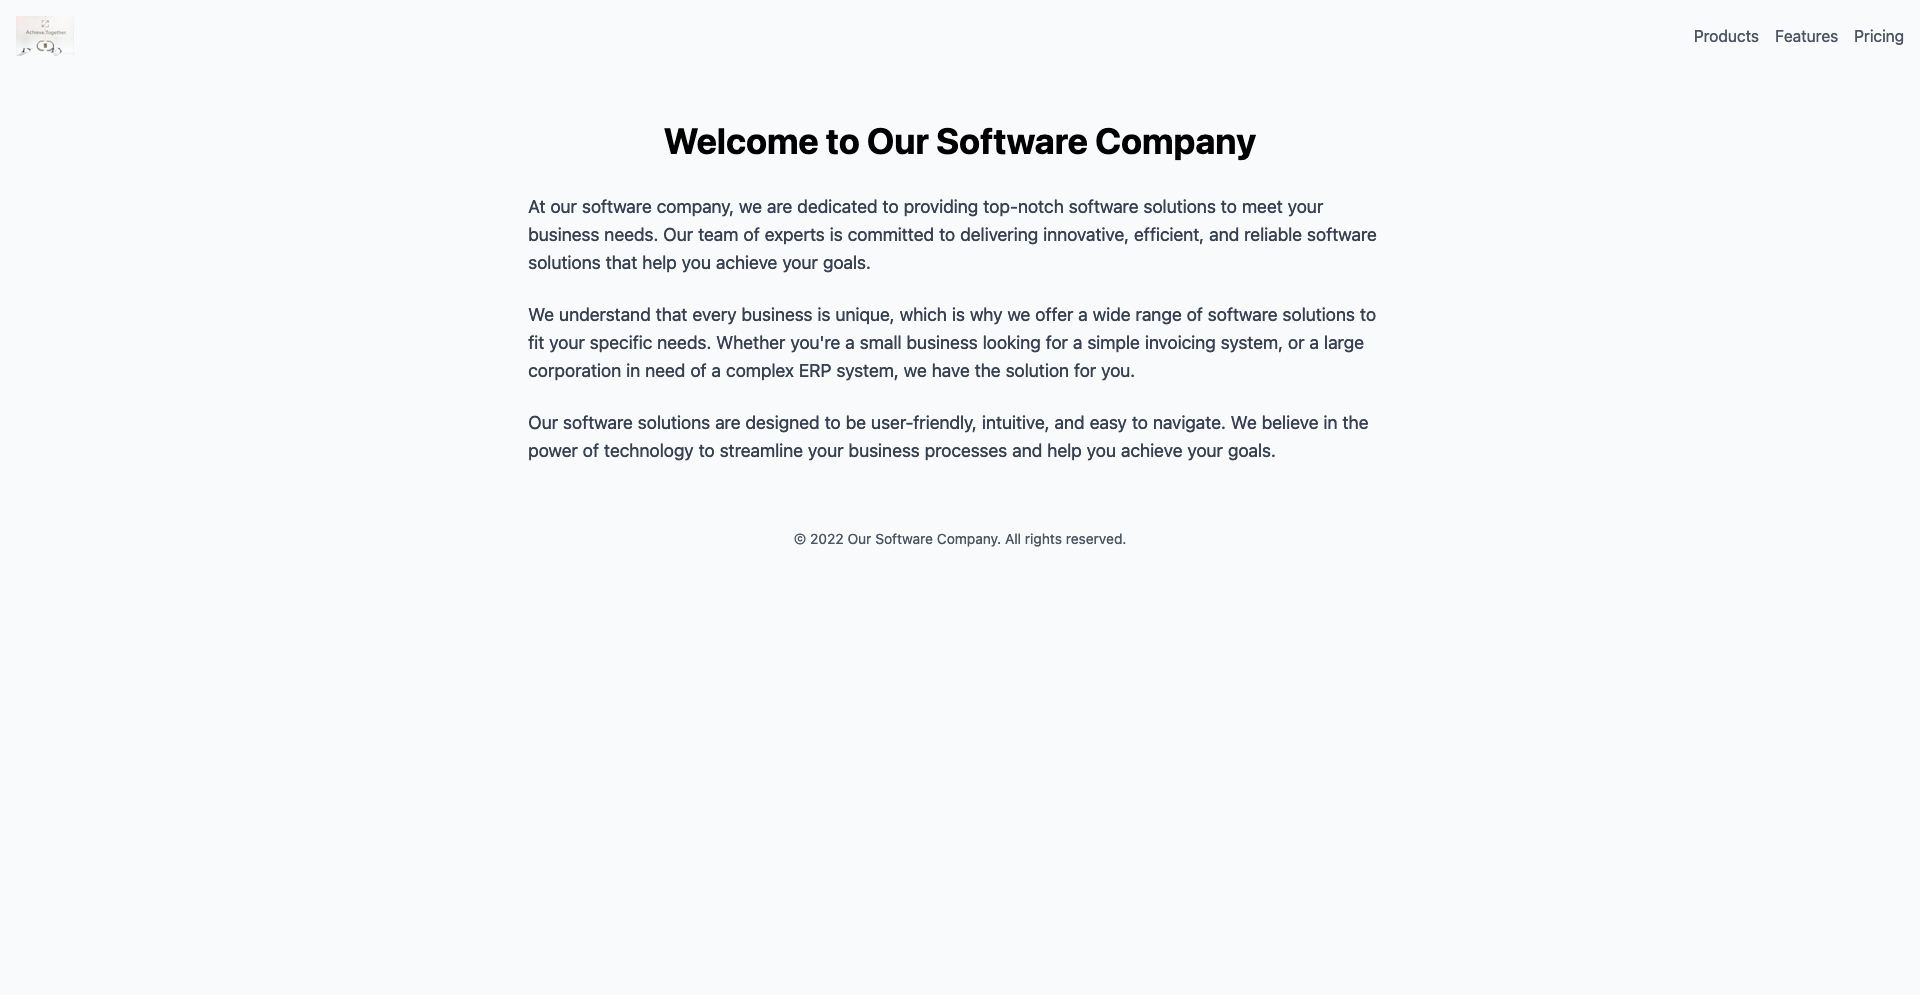 Achieve Together
Products Features Pricing
Welcome to Our Software Company
At our software company, we are dedicated to providing top-notch software solutions to meet your
business needs. Our team of experts is committed to delivering innovative, efficient, and reliable software
solutions that help you achieve your goals.
We understand that every business is unique, which is why we offer a wide range of software solutions to
fit your specific needs. Whether you're a small business looking for a simple invoicing system, or a large
corporation in need of a complex ERP system, we have the solution for you.
Our software solutions are designed to be user-friendly, intuitive, and easy to navigate. We believe in the
power of technology to streamline your business processes and help you achieve your goals.
© 2022 Our Software Company. All rights reserved.